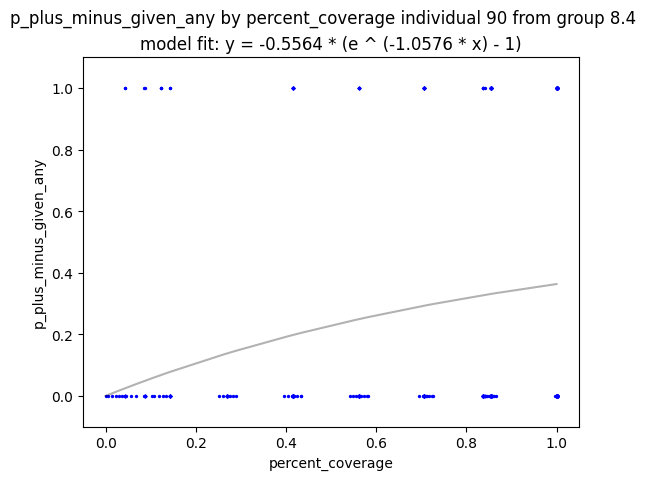 p_plus_minus_given_any by percent_coverage individual 90 from group 8.4
model fit: y = -0.5564 * (e ^ (-1.0576 * x) - 1)
1.0
0.8
0.6
0.4
0.2
0.0
p_plus_minus_given_any
0.0 0.2 0.4 0.6 0.8 1.0
percent_coverage